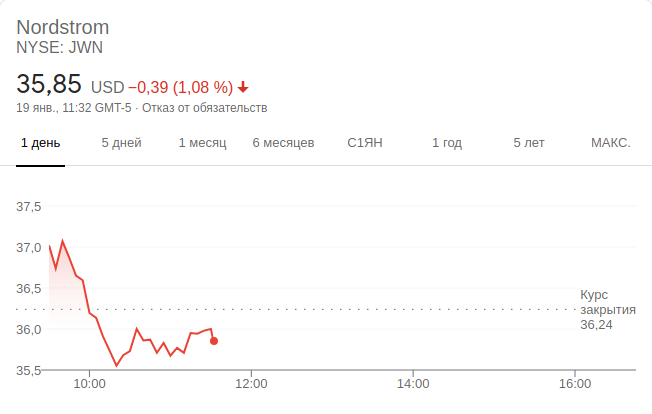 Nordstrom
NYSE: JWN
35,85 USD −0,39 (1,08 %)
19 янв., 11:32 GMT-5 · Отказ от обязательств
1 день 5 дней 1 месяц 6 месяцев С1ЯН 1 год 5 лет МАКС.
37,5
37,0
36,5
Курс
закрытия
36,24
36,0
35,5
10:00 12:00 14:00 16:00